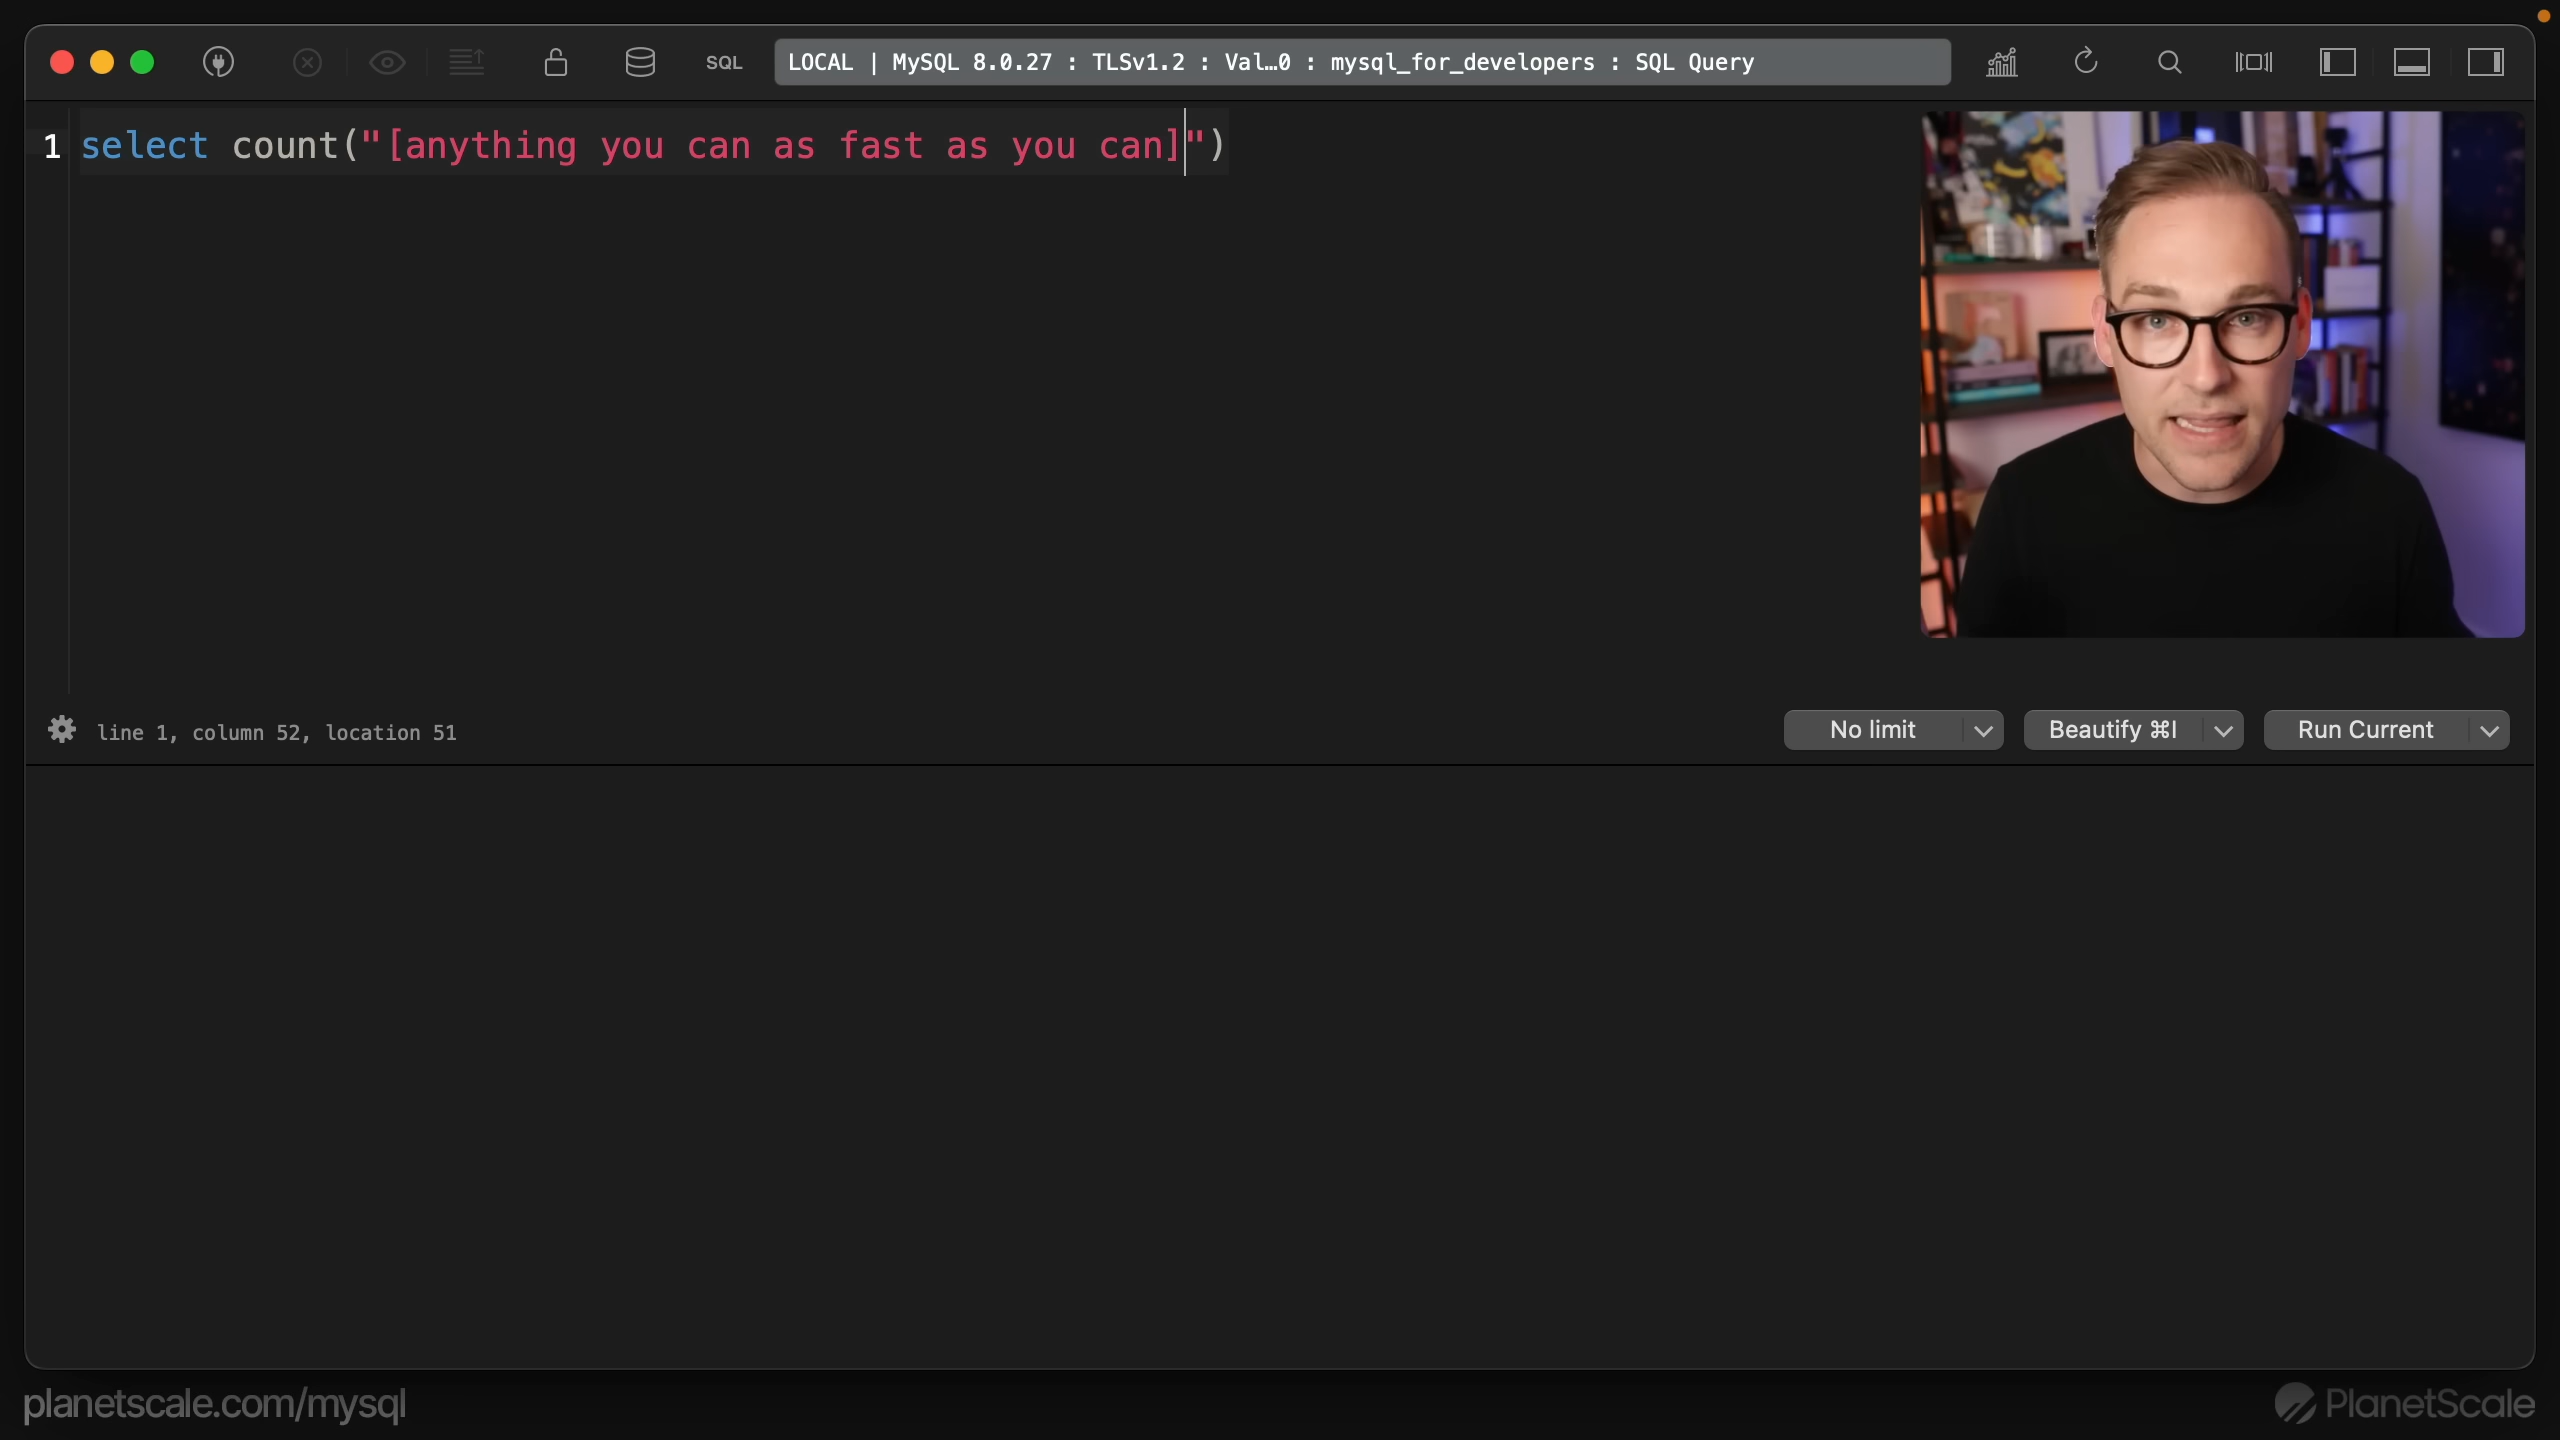 SQL
LOCAL | MySQL 8.0.27 : TLSv1.2 : Val…0 : mysql_for_developers : SQL Query
1 select count("[anything you can as fast as you can]")
line 1, column 52, location 51
No limit
Beautify ⌘I
Run Current
planetscale.com/mysql
PlanetScale